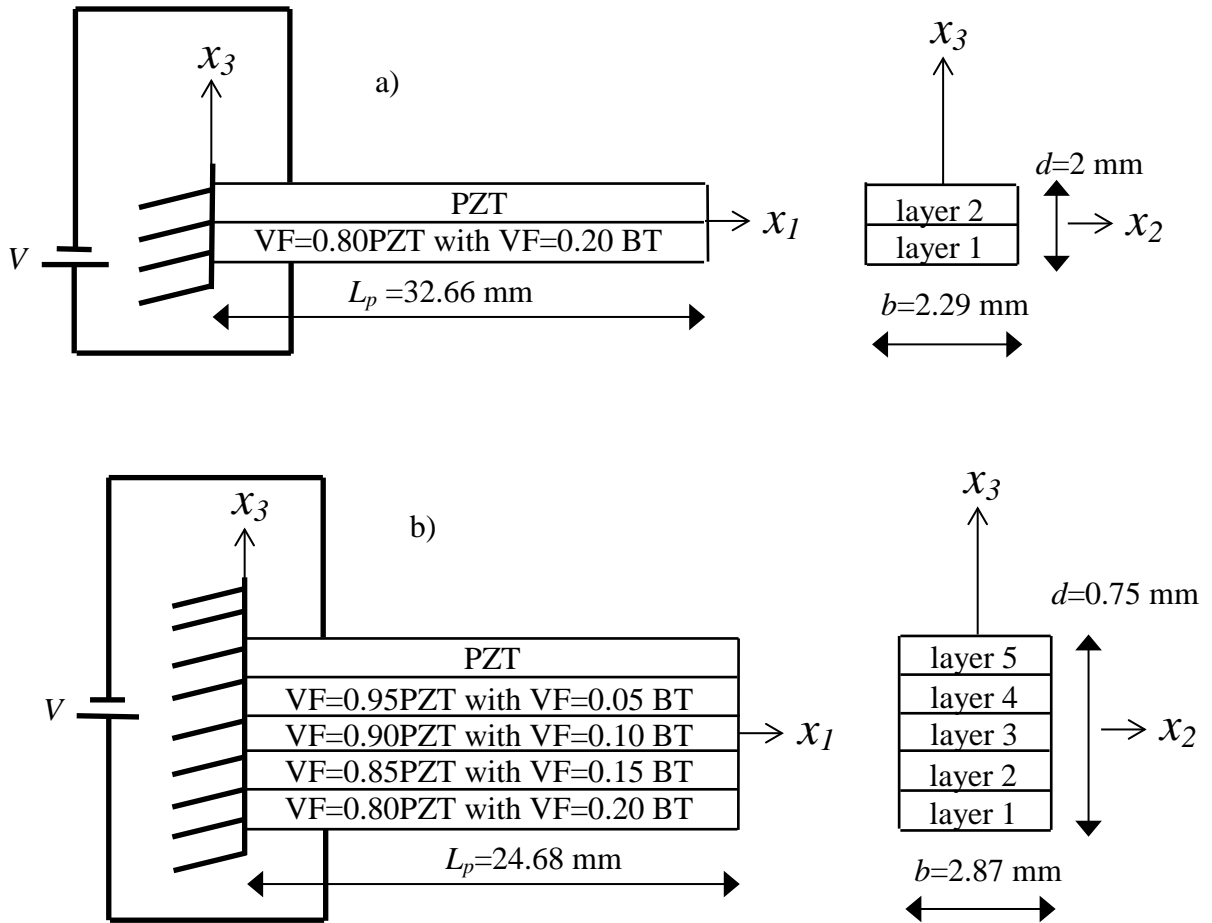 x3
a)
x3
d=2 mm
PZT
layer 2
x1
x2
VF=0.80PZT with VF=0.20 BT
layer 1
V
Lp =32.66 mm
b=2.29 mm
x3
x3
b)
d=0.75 mm
PZT
layer 5
VF=0.95PZT with VF=0.05 BT
layer 4
V
VF=0.90PZT with VF=0.10 BT
x1
layer 3
x2
VF=0.85PZT with VF=0.15 BT
layer 2
VF=0.80PZT with VF=0.20 BT
layer 1
Lp=24.68 mm
b=2.87 mm